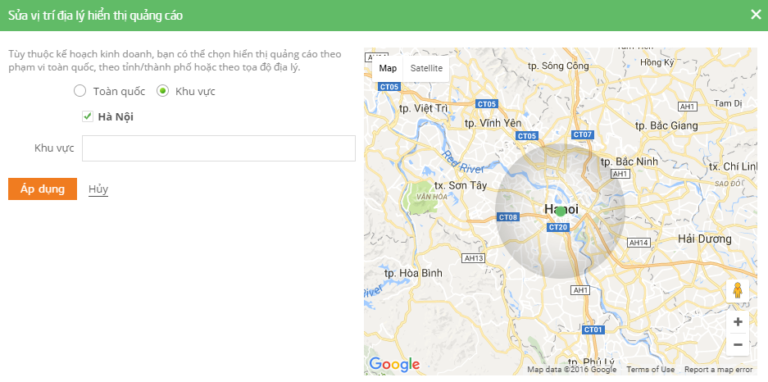 Sửa vị trí địa lý hiển thị quảng cáo
Tùy thuộc kế hoạch kinh doanh, bạn có thể chọn hiển thị quảng cáo theo
phạm vi toàn quốc, theo tỉnh/thành phố hoặc theo tọa độ địa lý.
Toàn quốc
Khu vực
Hà Nội
Khu vực
Áp dụng
Hủy
Map
Satellite
tp. Sông Công
Hồng Kỳ
CT05
CT05
AH1
Tam Dị
tp. Việt Trì
tp. Vĩnh Yên
tp. Bắc Giang
CT05
CT07
Red River
tp. Bắc Ninh
tx. Chí Linh
SAO ĐỎ
tx. Sơn Tây
VĂN HÓA
Hanoi
CT08
CT20
AH14
Hải Dương
AH13
tp. Hòa Bình
AH1
CT01
tp. Phủ Lý
Google
Map data ©2016 Google
Terms of Use
Report a map error